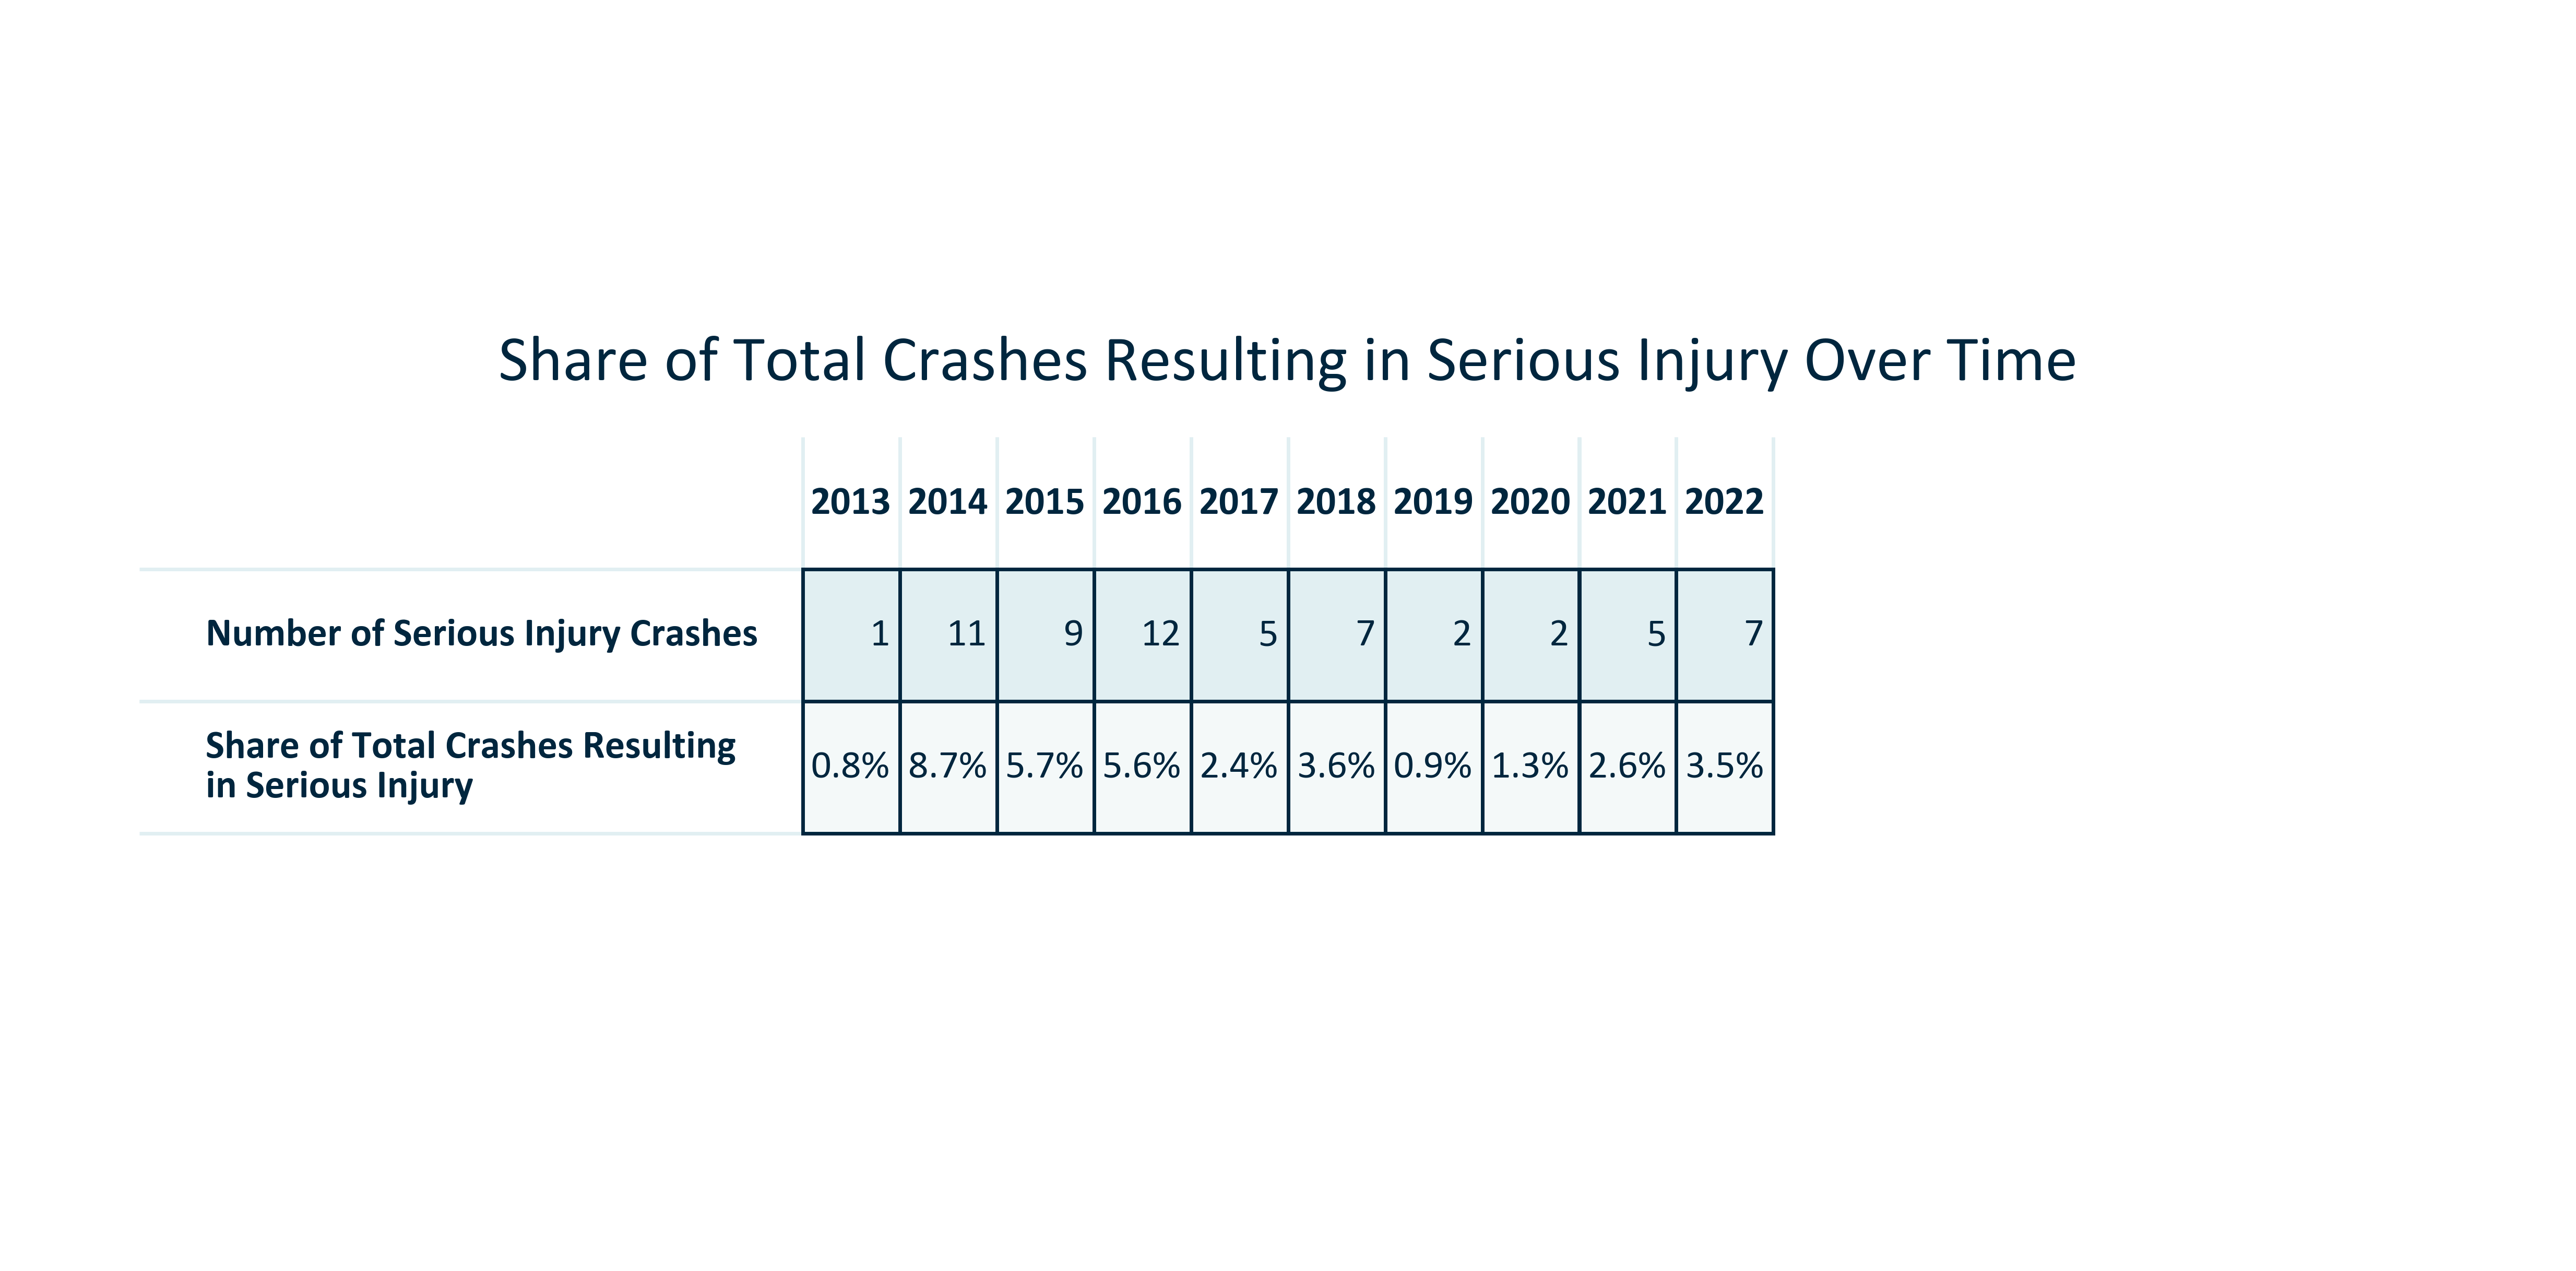 Share of Total Crashes Resulting in Serious Injury Over Time
2013 2014 2015 2016 2017 2018 2019 2020 2021 2022
Number of Serious Injury Crashes 1 11 9 12 5 7 2 2 5 7
Share of Total Crashes Resulting
in Serious Injury 0.8% 8.7% 5.7% 5.6% 2.4% 3.6% 0.9% 1.3% 2.6% 3.5%